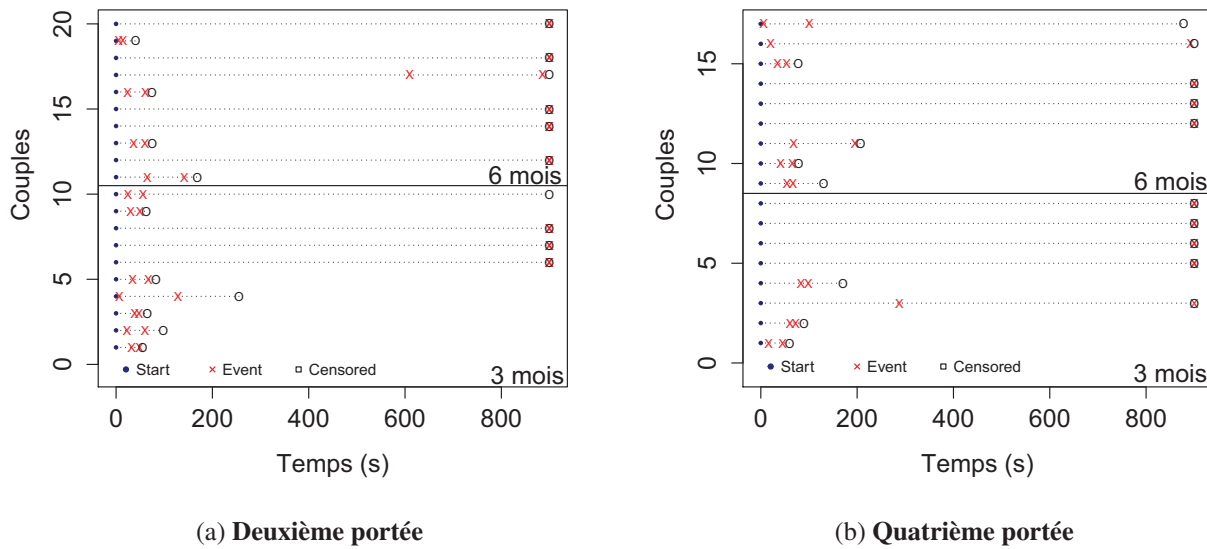 Couples
20
15
10
5
0
6 mois
Start Event Censored
3 mois
0 200 400 600 800
Temps (s)
(a) Deuxième portée
Couples
15
10
5
0
6 mois
Start Event Censored
3 mois
0 200 400 600 800
Temps (s)
(b) Quatrième portée